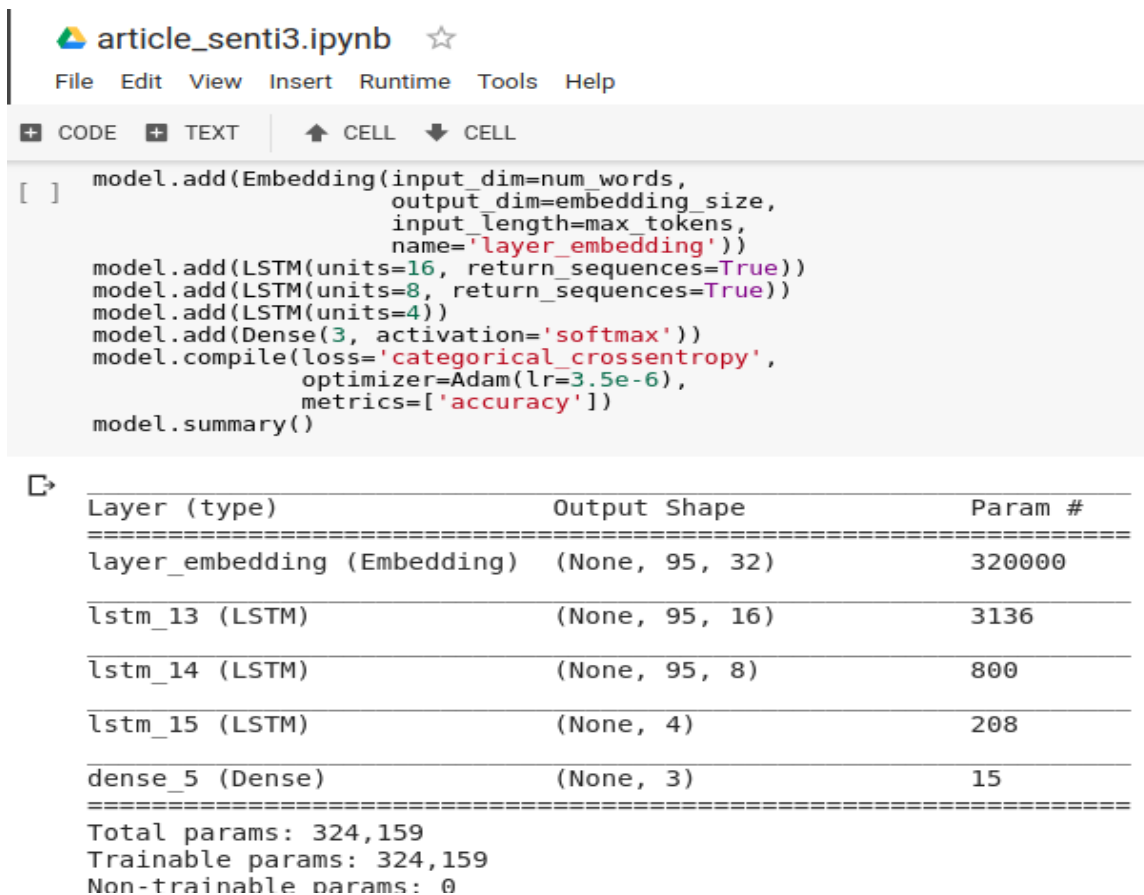 article_senti3.ipynb
File Edit View Insert Runtime Tools Help
CODE TEXT CELL CELL
[ ] model.add(Embedding(input_dim=num_words,
output_dim=embedding_size,
input_length=max_tokens,
name='layer_embedding'))
model.add(LSTM(units=16, return_sequences=True))
model.add(LSTM(units=8, return_sequences=True))
model.add(LSTM(units=4))
model.add(Dense(3, activation='softmax'))
model.compile(loss='categorical_crossentropy',
optimizer=Adam(lr=3.5e-6),
metrics=['accuracy'])
model.summary()
Layer (type) Output Shape Param #
layer_embedding (Embedding) (None, 95, 32) 320000
lstm_13 (LSTM) (None, 95, 16) 3136
lstm_14 (LSTM) (None, 95, 8) 800
lstm_15 (LSTM) (None, 4) 208
dense_5 (Dense) (None, 3) 15
Total params: 324,159
Trainable params: 324,159
Non-trainable params: 0